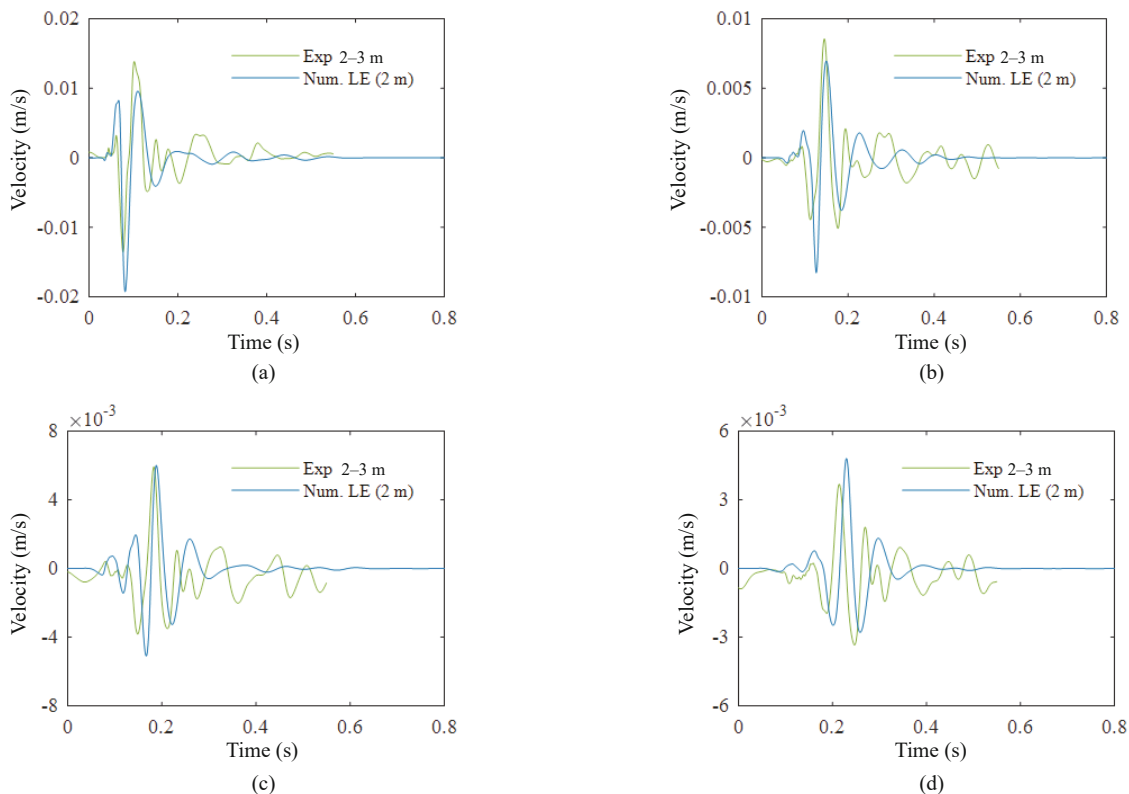 0.02
0.01
0
-0.01
-0.02
Velocity (m/s)
Exp 2–3 m
Num. LE (2 m)
0 0.2 0.4 0.6 0.8
Time (s)
(a)
0.01
0.005
0
-0.005
-0.01
Velocity (m/s)
Exp 2–3 m
Num. LE (2 m)
0 0.2 0.4 0.6 0.8
Time (s)
(b)
×10⁻³
8
4
0
-4
-8
Velocity (m/s)
Exp 2–3 m
Num. LE (2 m)
0 0.2 0.4 0.6 0.8
Time (s)
(c)
×10⁻³
6
3
0
-3
-6
Velocity (m/s)
Exp 2–3 m
Num. LE (2 m)
0 0.2 0.4 0.6 0.8
Time (s)
(d)